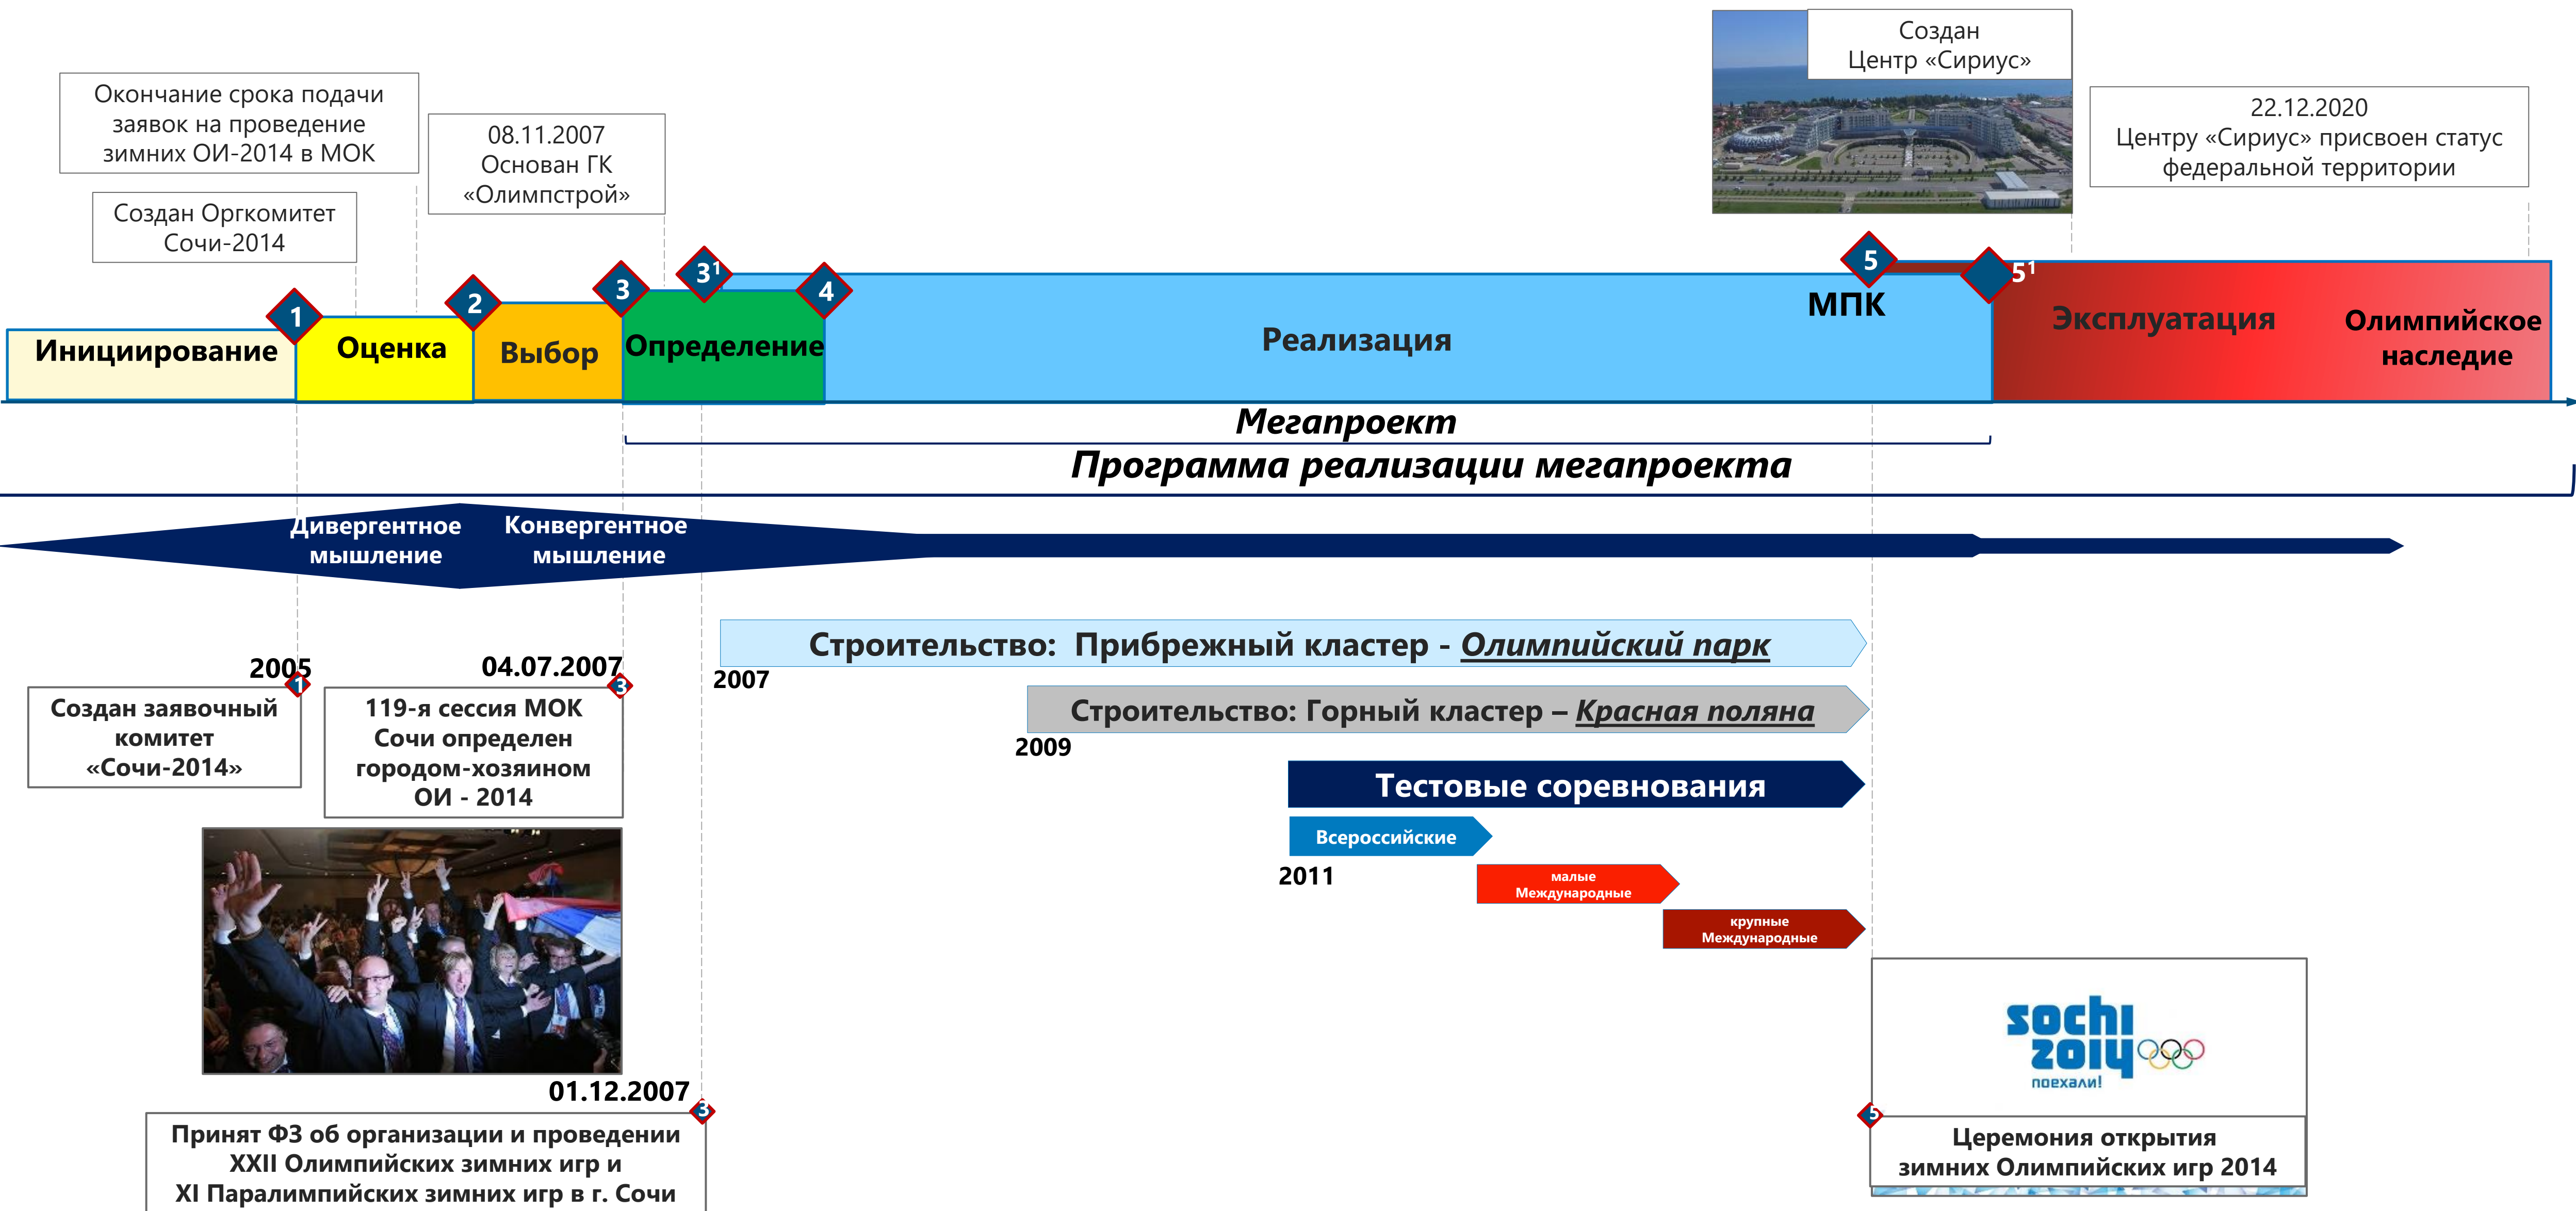 Создан
Центр «Сириус»
Окончание срока подачи
заявок на проведение
зимних ОИ-2014 в МОК
22.12.2020
Центру «Сириус» присвоен статус
федеральной территории
08.11.2007
Основан ГК
«Олимпстрой»
Создан Оргкомитет
Сочи-2014
1
2
3
3¹
4
5
5¹
Инициирование
Оценка
Выбор
Определение
Реализация
МПК
Эксплуатация
Олимпийское
наследие
Мегапроект
Программа реализации мегапроекта
Дивергентное
мышление
Конвергентное
мышление
Строительство: Прибрежный кластер - Олимпийский парк
2007
Строительство: Горный кластер – Красная поляна
2009
Тестовые соревнования
Всероссийские
2011
малые
Международные
крупные
Международные
2005
1
Создан заявочный
комитет
«Сочи-2014»
04.07.2007
3
119-я сессия МОК
Сочи определен
городом-хозяином
ОИ - 2014
01.12.2007
3
Принят ФЗ об организации и проведении
XXII Олимпийских зимних игр и
XI Паралимпийских зимних игр в г. Сочи
sochi
2014
поехали!
5
Церемония открытия
зимних Олимпийских игр 2014